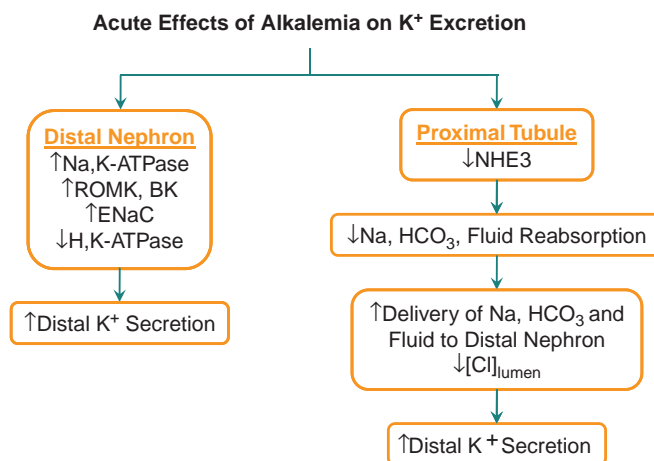 Acute Effects of Alkalemia on K⁺ Excretion
Distal Nephron
↑Na,K-ATPase
↑ROMK, BK
↑ENaC
↓H,K-ATPase
↑Distal K⁺ Secretion
Proximal Tubule
↓NHE3
↓Na, HCO₃, Fluid Reabsorption
↑Delivery of Na, HCO₃ and
Fluid to Distal Nephron
↓[Cl]lumen
↑Distal K⁺ Secretion